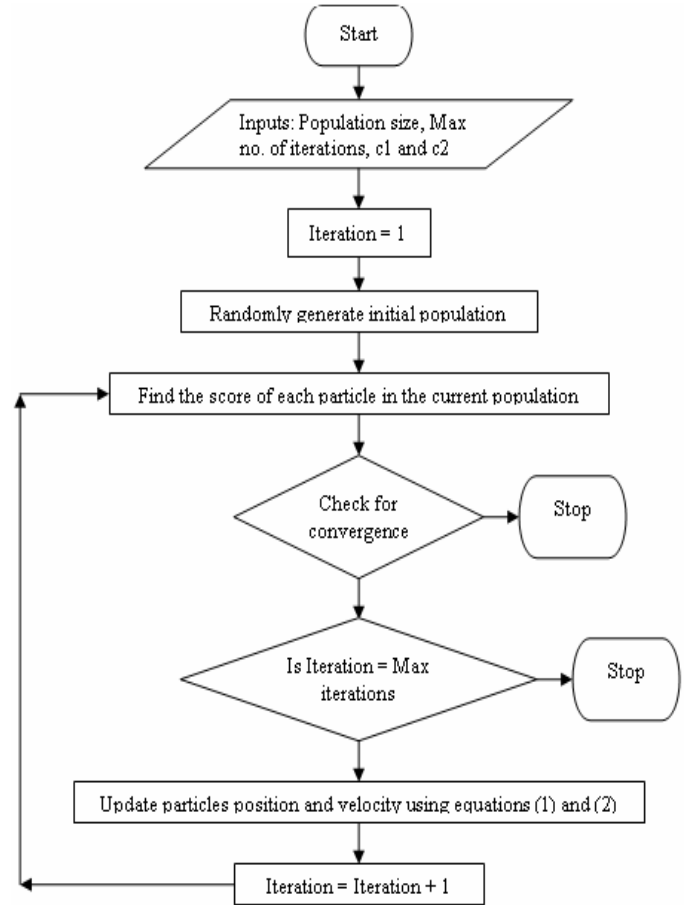 Start
Inputs: Population size, Max
no. of iterations, c1 and c2
Iteration = 1
Randomly generate initial population
Find the score of each particle in the current population
Check for
convergence
Stop
Is Iteration = Max
iterations
Stop
Update particles position and velocity using equations (1) and (2)
Iteration = Iteration + 1